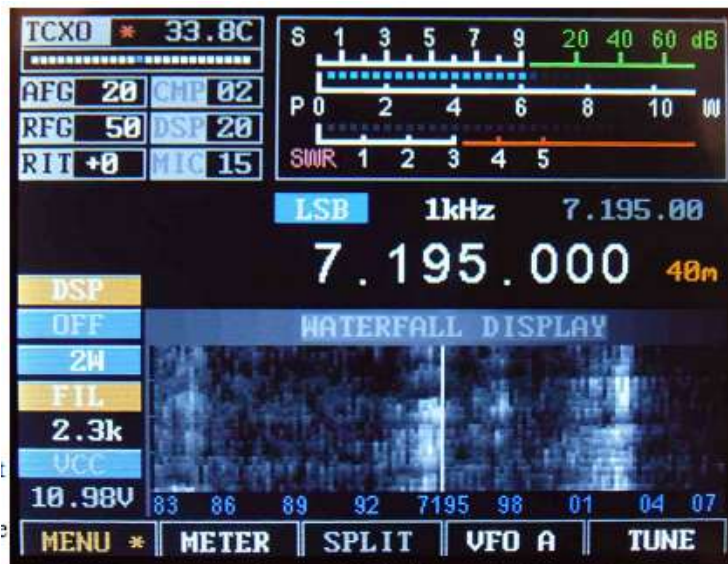 TCXO * 33.8C
AFG 20 CMP 02
RFG 50 DSP 20
RIT +0 MIC 15
S 1 3 5 7 9 20 40 60 dB
P 0 2 4 6 8 10 W
SWR 1 2 3 4 5
LSB 1kHz 7.195.00
7.195.000 40m
DSP
OFF
2W
FIL
2.3k
VCC
10.98V
WATERFALL DISPLAY
83 86 89 92 7195 98 01 04 07
MENU * METER SPLIT VFO A TUNE